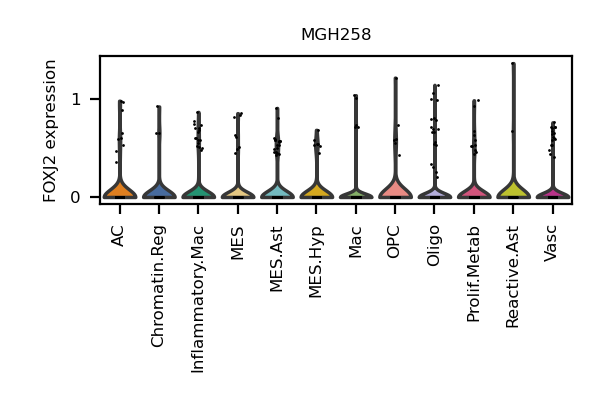 MGH258
FOXJ2 expression
1
0
AC
Chromatin.Reg
Inflammatory.Mac
MES
MES.Ast
MES.Hyp
Mac
OPC
Oligo
Prolif.Metab
Reactive.Ast
Vasc